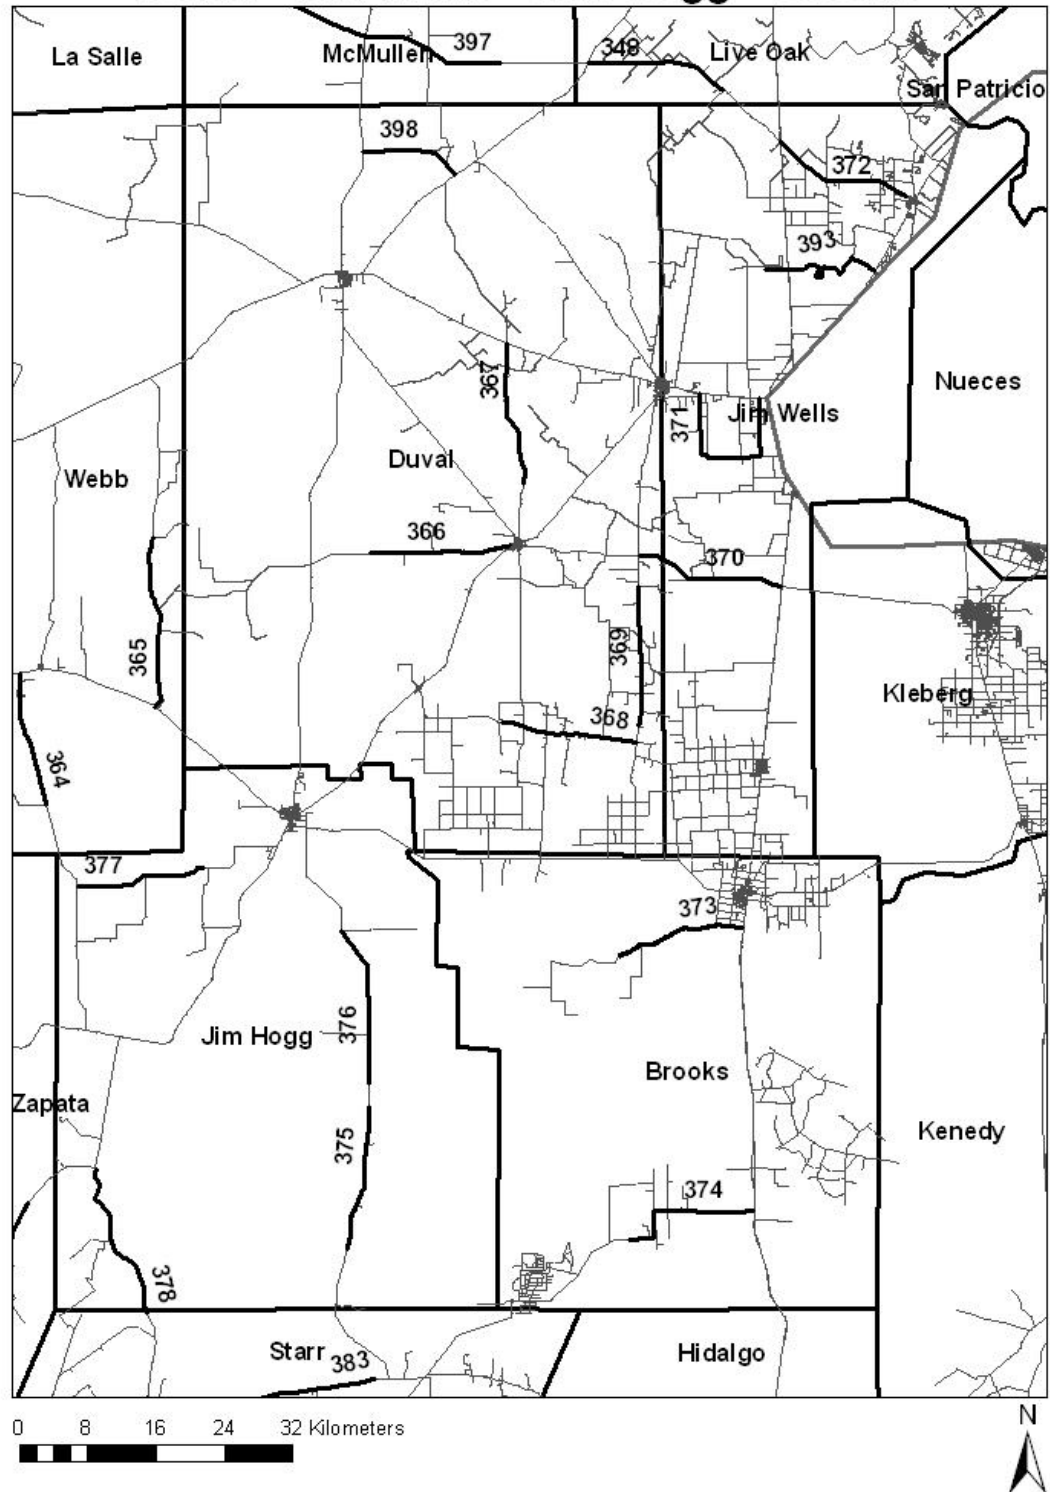 La Salle
McMullen
397
348
Live Oak
San Patricio
398
372
393
367
371
Jim Wells
Nueces
Webb
Duval
366
370
365
369
368
Kleberg
364
377
373
376
Jim Hogg
Brooks
Zapata
375
Kenedy
374
378
Starr
383
Hidalgo
0 8 16 24 32 Kilometers
N